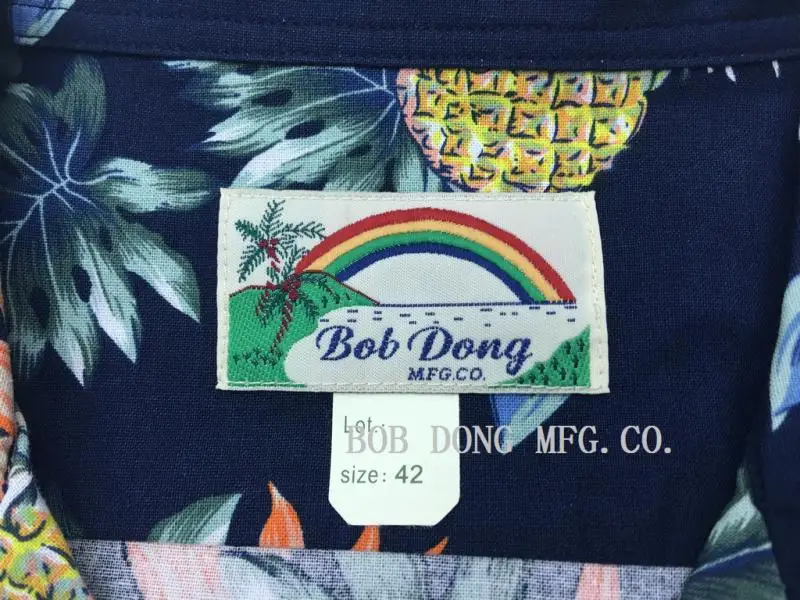 Bob Dong
MFG.CO.
Lot.:
BOB DONG MFG.CO.
size: 42